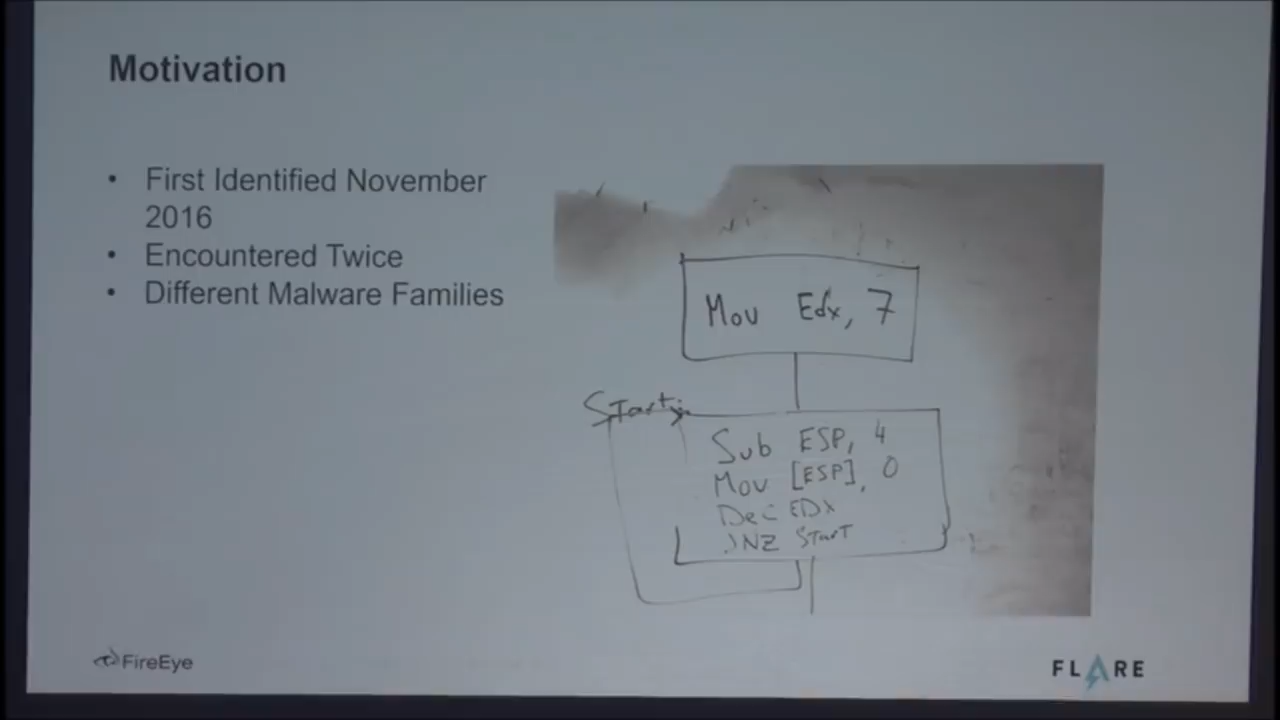 Motivation
• First Identified November
2016
• Encountered Twice
• Different Malware Families
Mov Edx, 7
Start:
Sub ESP, 4
Mov [ESP], 0
Dec EDX
JNZ Start
FireEye
FLARE